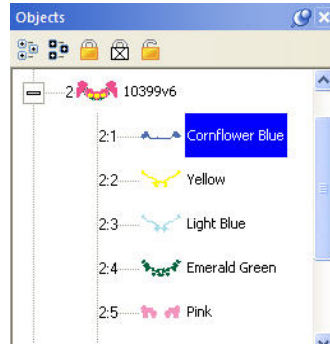 Objects
2 10399v6
2:1 Cornflower Blue
2:2 Yellow
2:3 Light Blue
2:4 Emerald Green
2:5 Pink